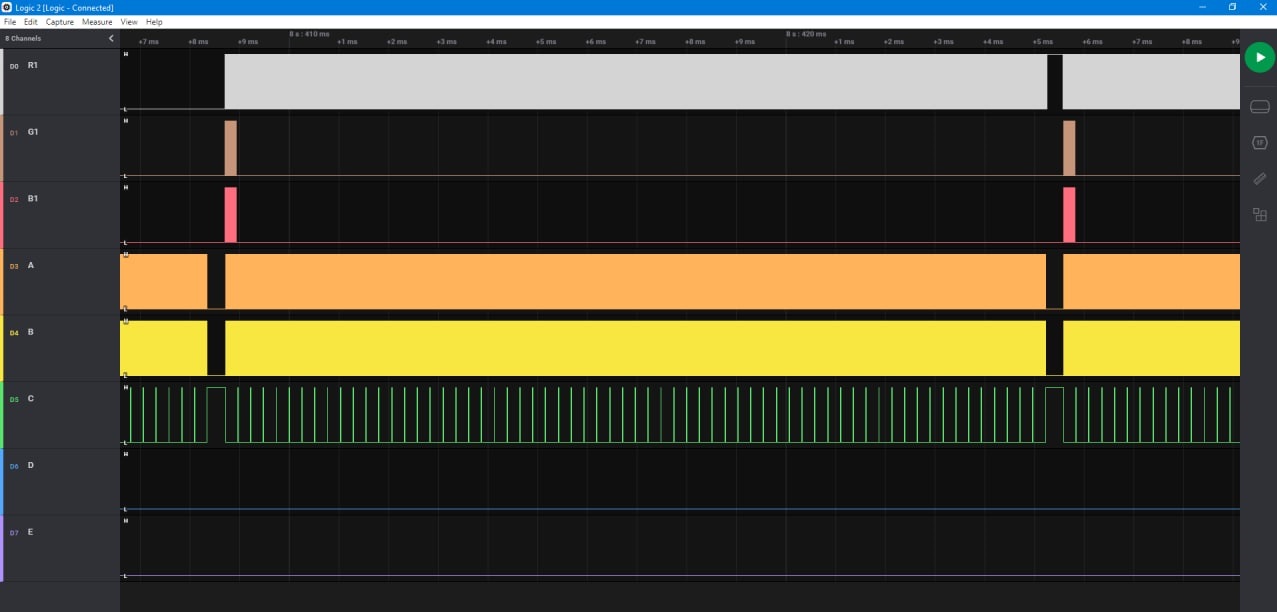 Logic 2 [Logic - Connected]
File Edit Capture Measure View Help
8 Channels
8 s : 410 ms 8 s : 420 ms
+7 ms +8 ms +9 ms +1 ms +2 ms +3 ms +4 ms +5 ms +6 ms +7 ms +8 ms +9 ms +1 ms +2 ms +3 ms +4 ms +5 ms +6 ms +7 ms +8 ms +9
D0 R1
H
L
D1 G1
H
L
D2 B1
H
L
D3 A
H
L
D4 B
H
L
D5 C
H
L
D6 D
H
L
D7 E
H
L
1F